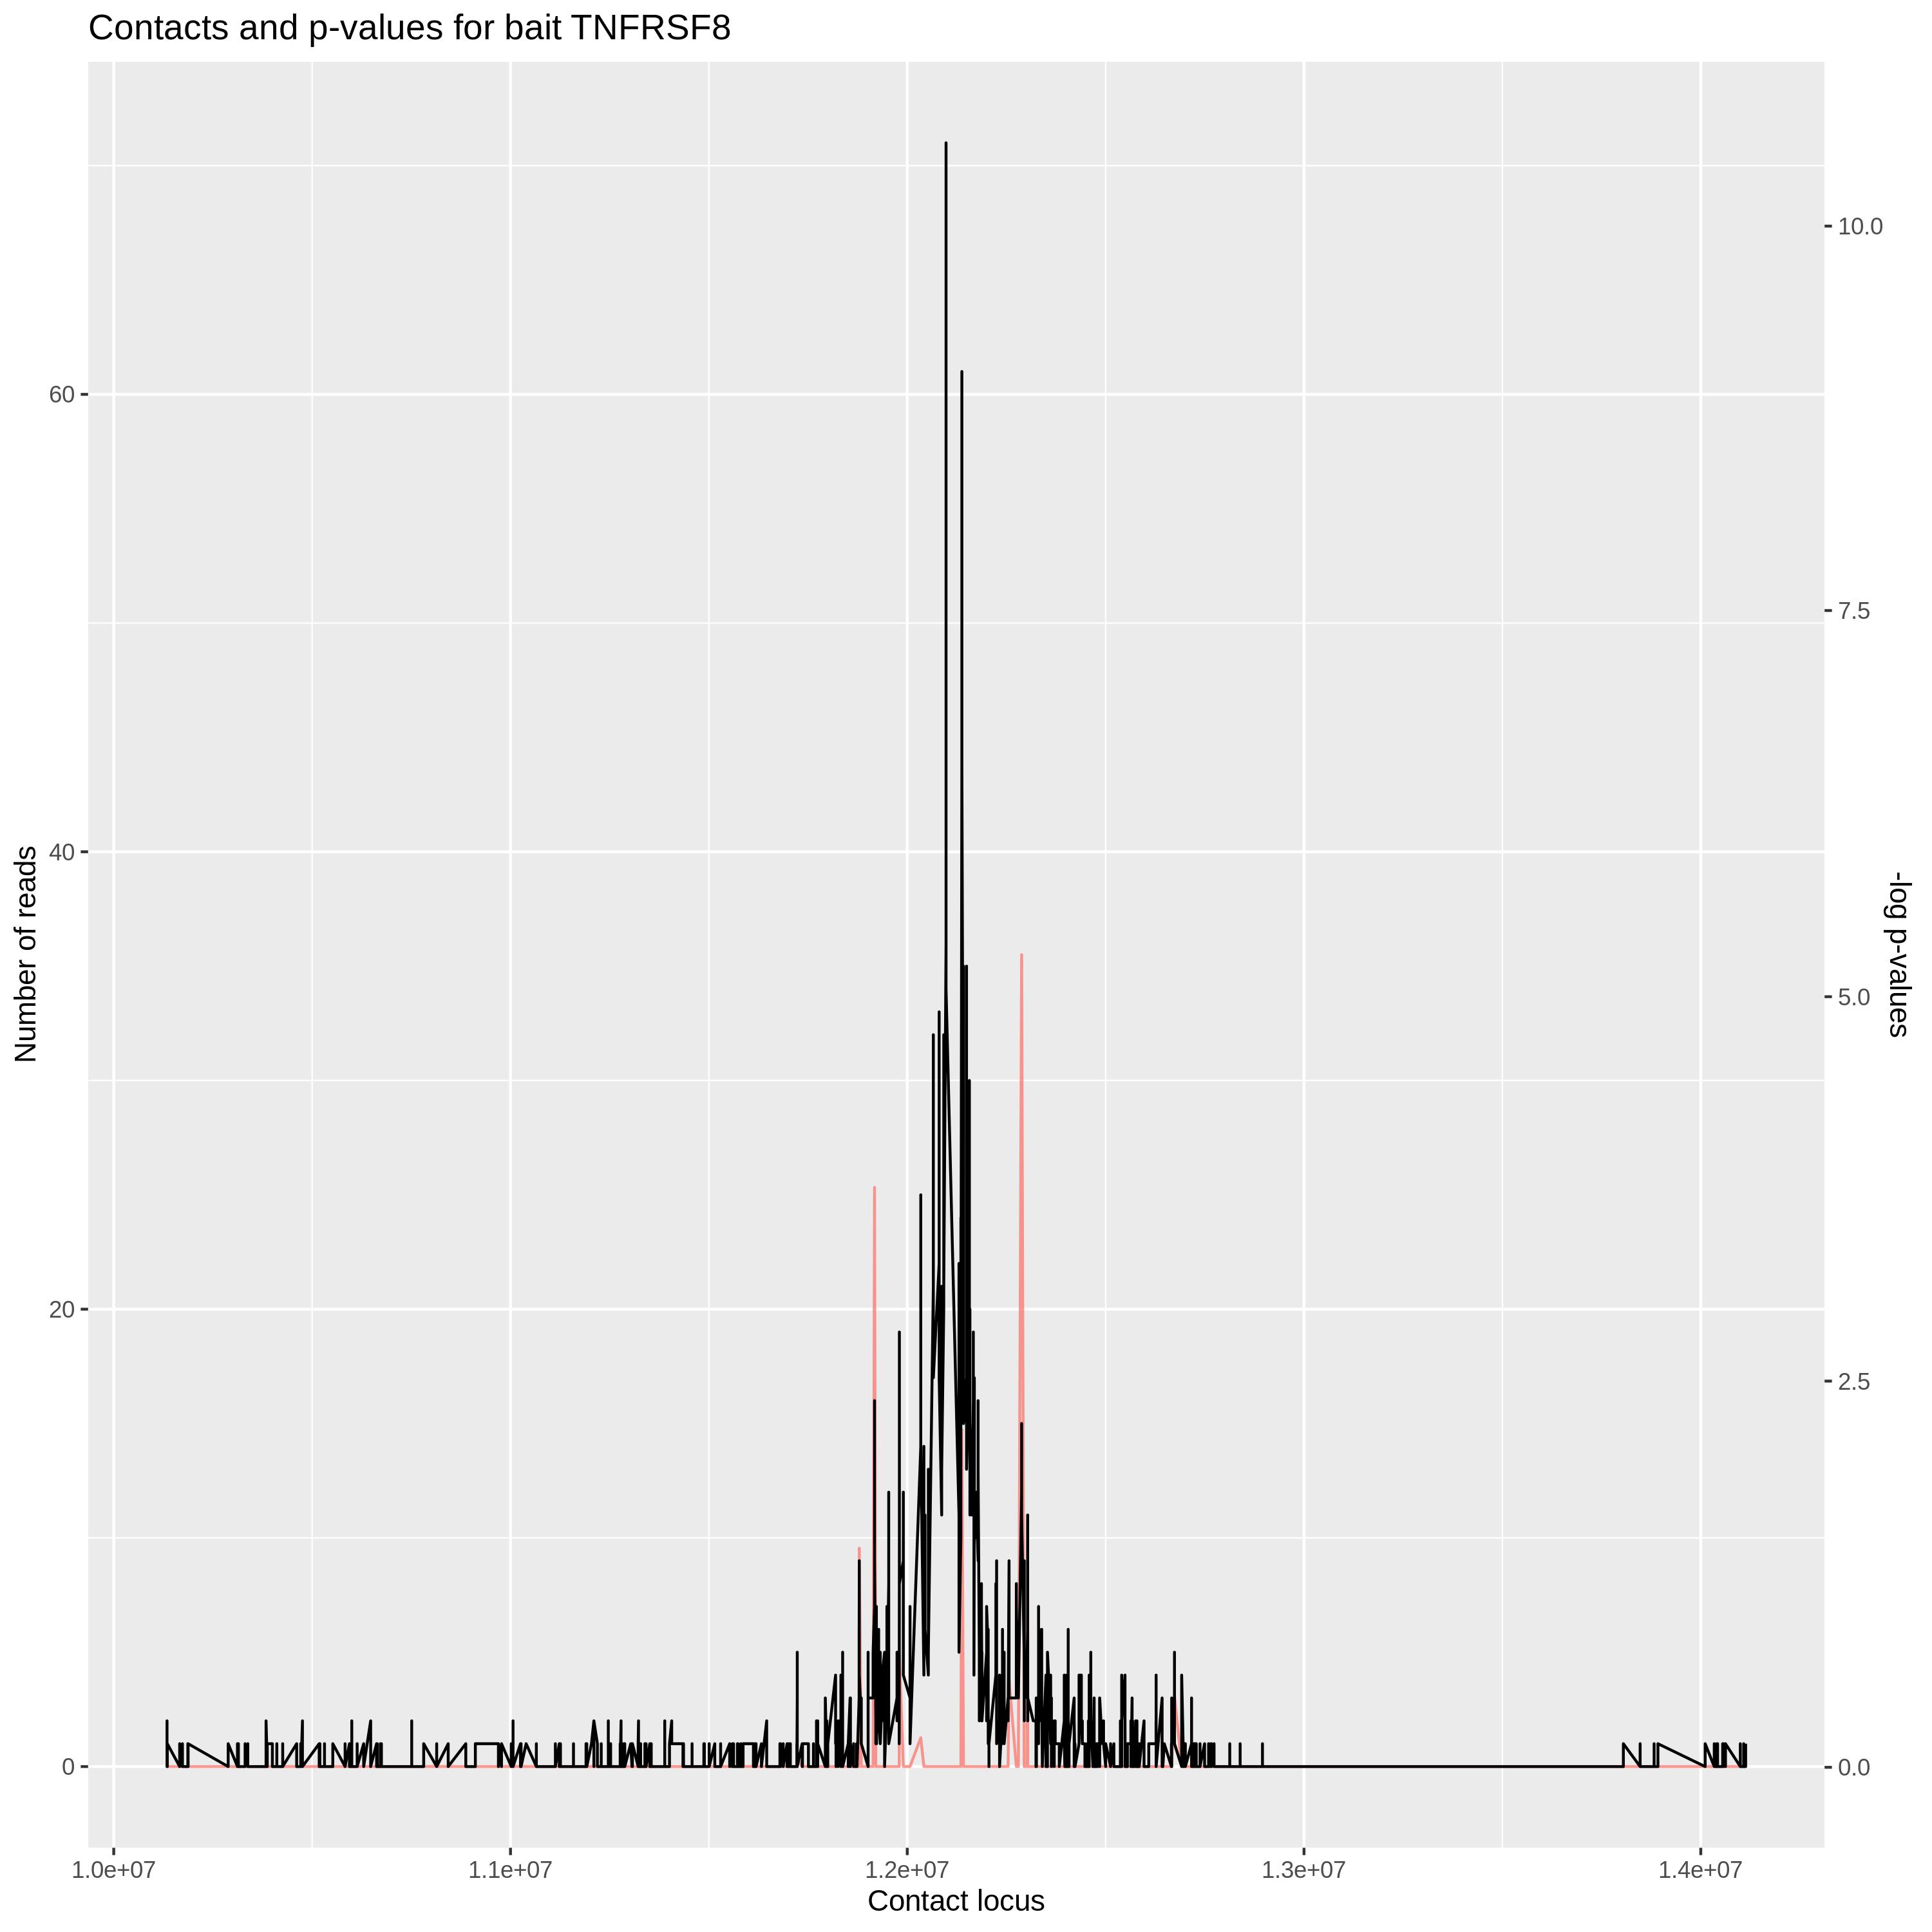 Contacts and p-values for bait TNFRSF8
Number of reads
60
40
20
0
10.0
7.5
5.0
2.5
0.0
-log p-values
1.0e+07
1.1e+07
1.2e+07
1.3e+07
1.4e+07
Contact locus